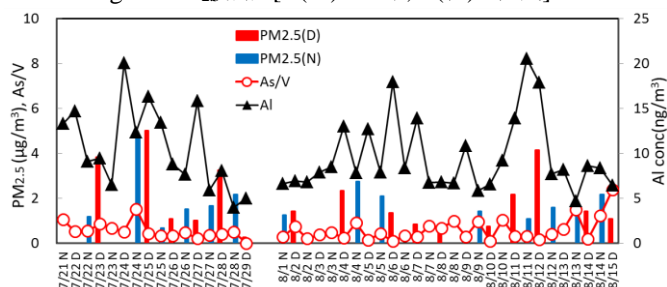 10
8
6
4
2
0
PM2.5 (μg/m³), As/V
PM2.5(D)
PM2.5(N)
As/V
Al
25
20
15
10
5
0
Al conc(ng/m³)
7/21 N
7/22 D
7/22 N
7/23 D
7/23 N
7/24 D
7/24 N
7/25 D
7/25 N
7/26 D
7/26 N
7/27 D
7/27 N
7/28 D
7/28 N
7/29 D
8/1 N
8/2 D
8/2 N
8/3 D
8/3 N
8/4 D
8/4 N
8/5 D
8/5 N
8/6 D
8/6 N
8/7 D
8/7 N
8/8 D
8/8 N
8/9 D
8/9 N
8/10 D
8/10 N
8/11 D
8/11 N
8/12 D
8/12 N
8/13 D
8/13 N
8/14 D
8/14 N
8/15 D